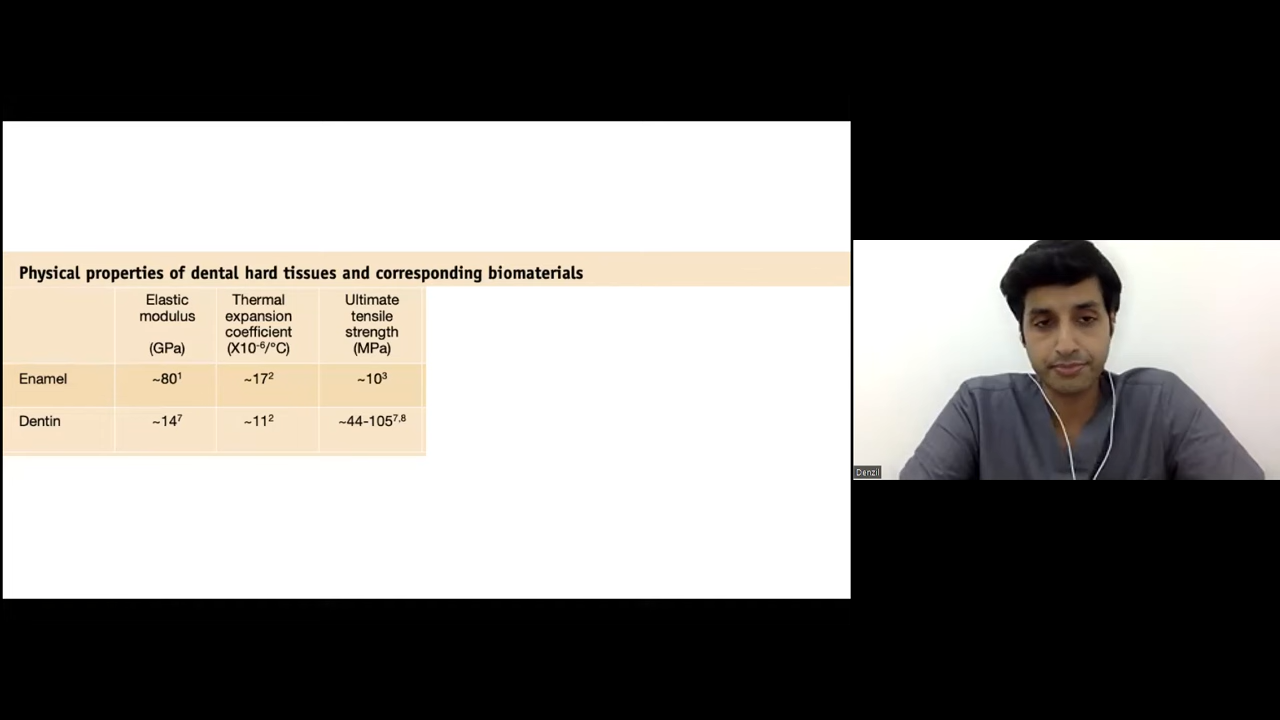 Physical properties of dental hard tissues and corresponding biomaterials
Elastic modulus (GPa)
Thermal expansion coefficient (X10⁻⁶/°C)
Ultimate tensile strength (MPa)
Enamel ~80¹ ~17² ~10³
Dentin ~14⁷ ~11² ~44-105⁷,⁸
Denzil